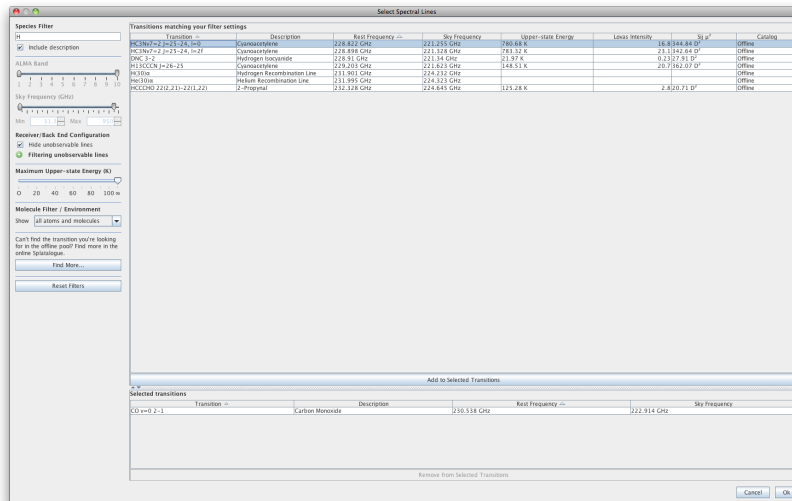 Select Spectral Lines
Species Filter
H
Include description
ALMA Band
1 2 3 4 5 6 7 8 9 10
Sky Frequency (GHz)
Min 31.3 Max 950
Receiver/Back End Configuration
Hide unobservable lines
Filtering unobservable lines
Maximum Upper-state Energy (K)
0 20 40 60 80 100 ∞
Molecule Filter / Environment
Show all atoms and molecules
Can't find the transition you're looking
for in the offline pool? Find more in the
online Splatalogue.
Find More...
Reset Filters
Transitions matching your filter settings
Transition Description Rest Frequency Sky Frequency Upper-state Energy Lovas Intensity Sij μ² Catalog
HC3Nv7=2 J=25-24, l=0 Cyanoacetylene 228.822 GHz 221.255 GHz 780.68 K 16.8 344.84 D² Offline
HC3Nv7=2 J=25-24, l=2f Cyanoacetylene 228.898 GHz 221.328 GHz 783.32 K 23.1 342.64 D² Offline
DNC 3-2 Hydrogen Isocyanide 228.91 GHz 221.34 GHz 21.97 K 0.23 27.91 D² Offline
H13CCCN J=26-25 Cyanoacetylene 229.203 GHz 221.623 GHz 148.51 K 20.7 362.07 D² Offline
H(30)α Hydrogen Recombination Line 231.901 GHz 224.232 GHz Offline
He(30)α Helium Recombination Line 231.995 GHz 224.323 GHz Offline
HCCCHO 22(2,21)-22(1,22) 2-Propynal 232.328 GHz 224.645 GHz 125.28 K 2.8 20.71 D² Offline
Add to Selected Transitions
Selected transitions
Transition Description Rest Frequency Sky Frequency
CO v=0 2-1 Carbon Monoxide 230.538 GHz 222.914 GHz
Remove from Selected Transitions
Cancel Ok